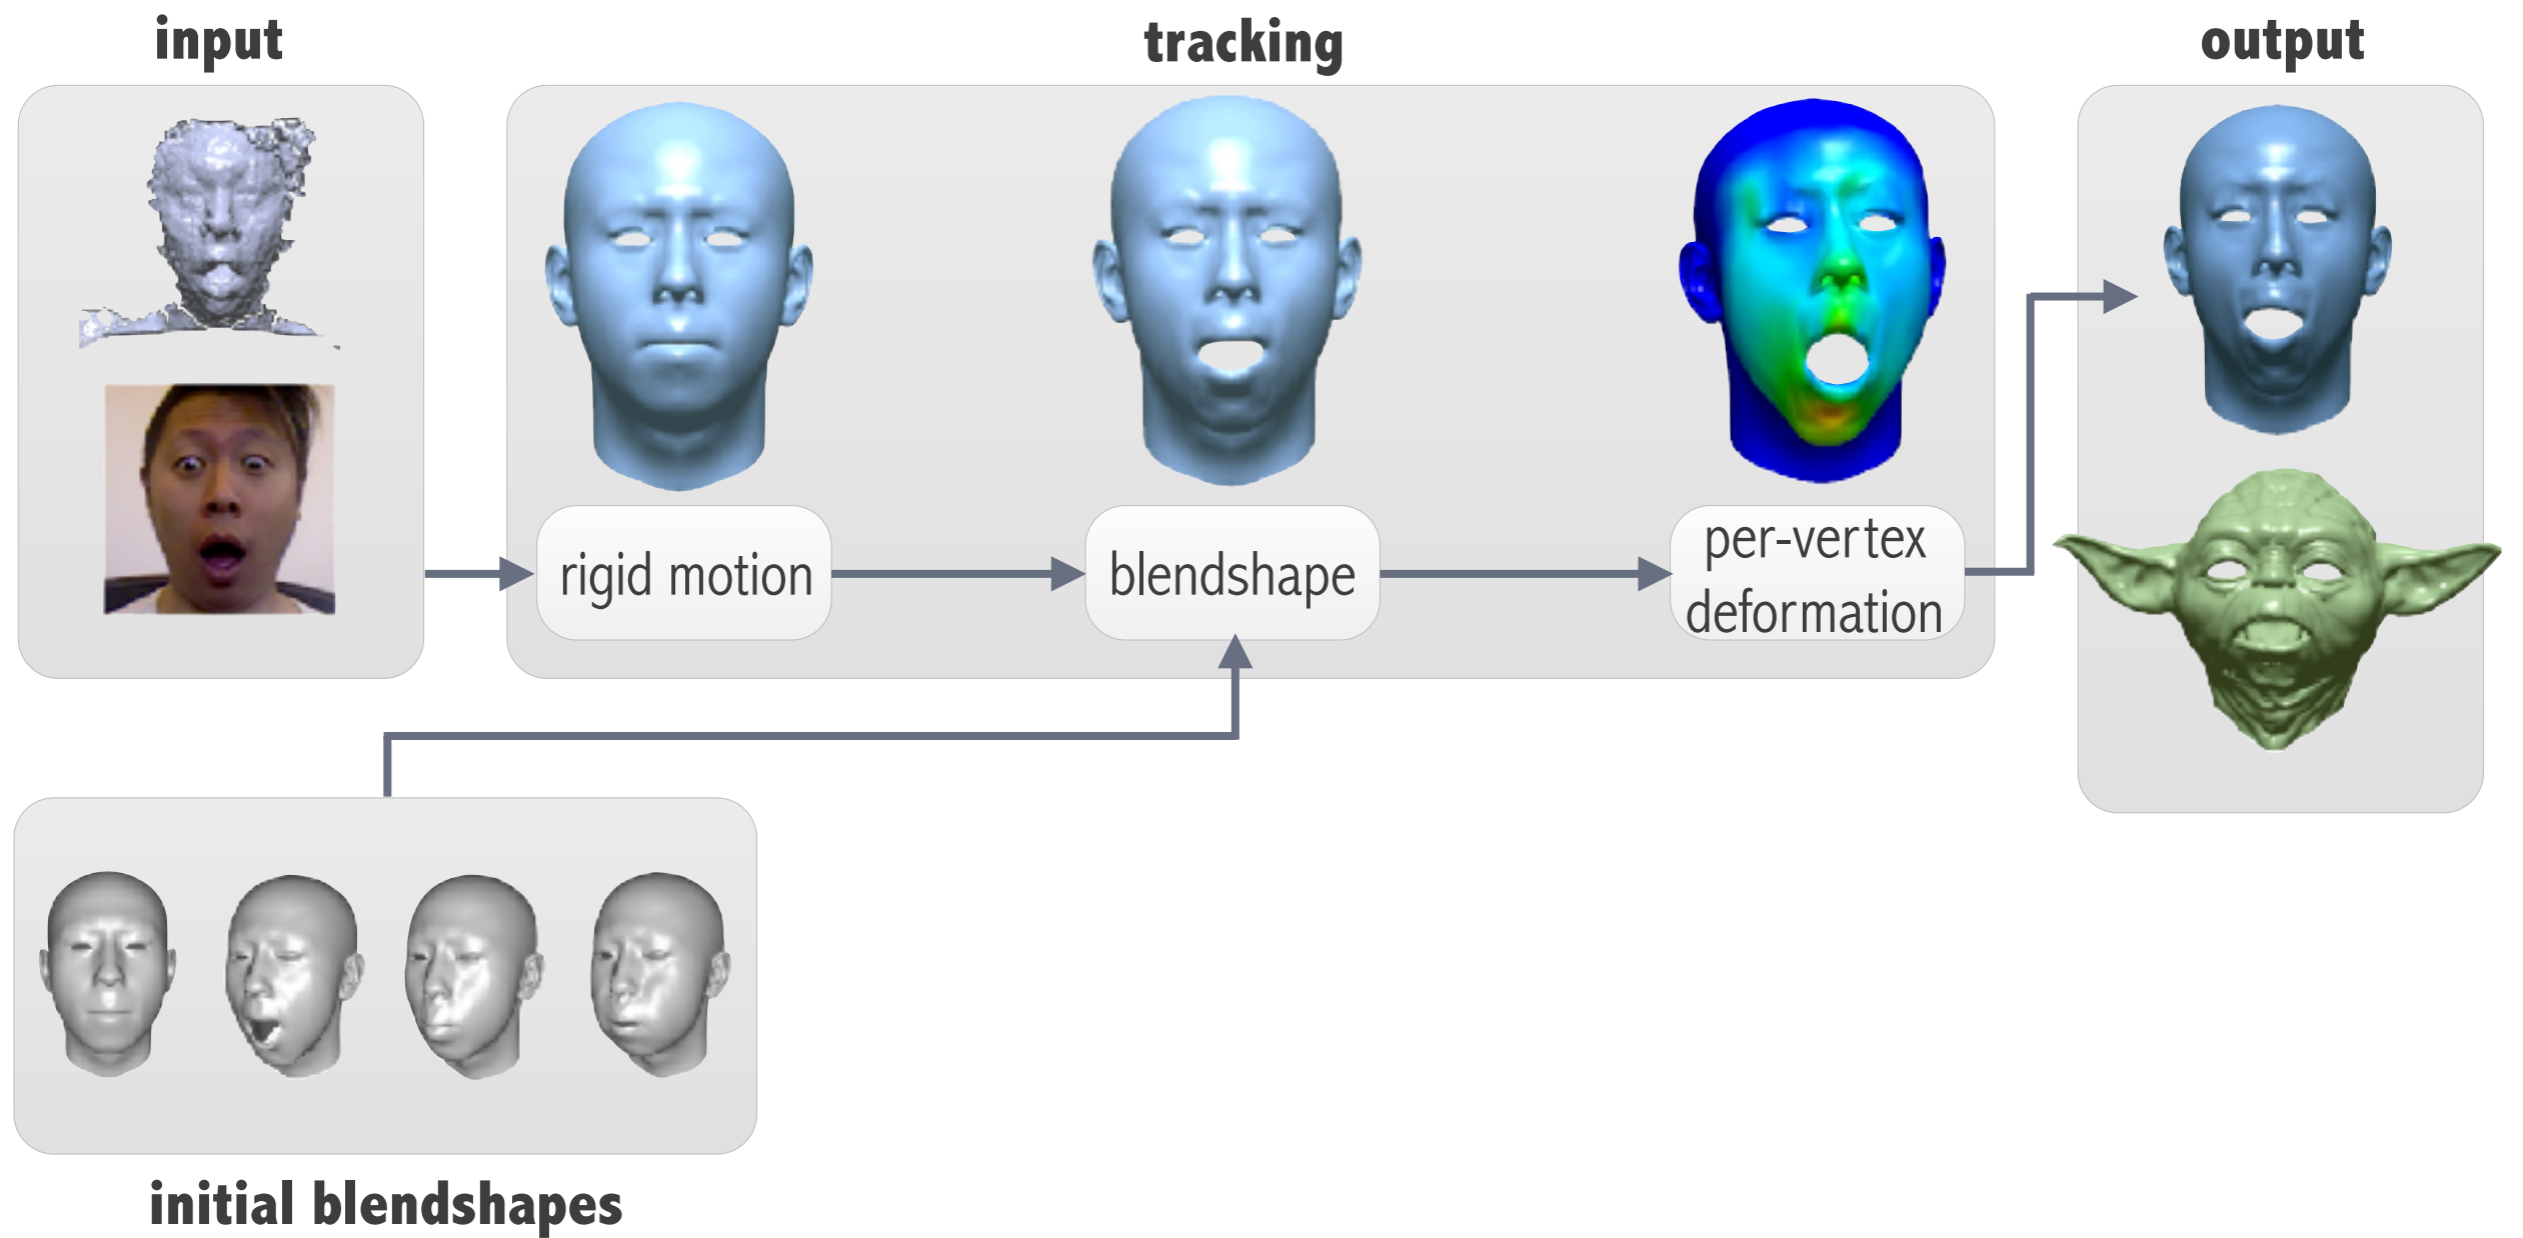 input
tracking
output
rigid motion
blendshape
per-vertex
deformation
initial blendshapes